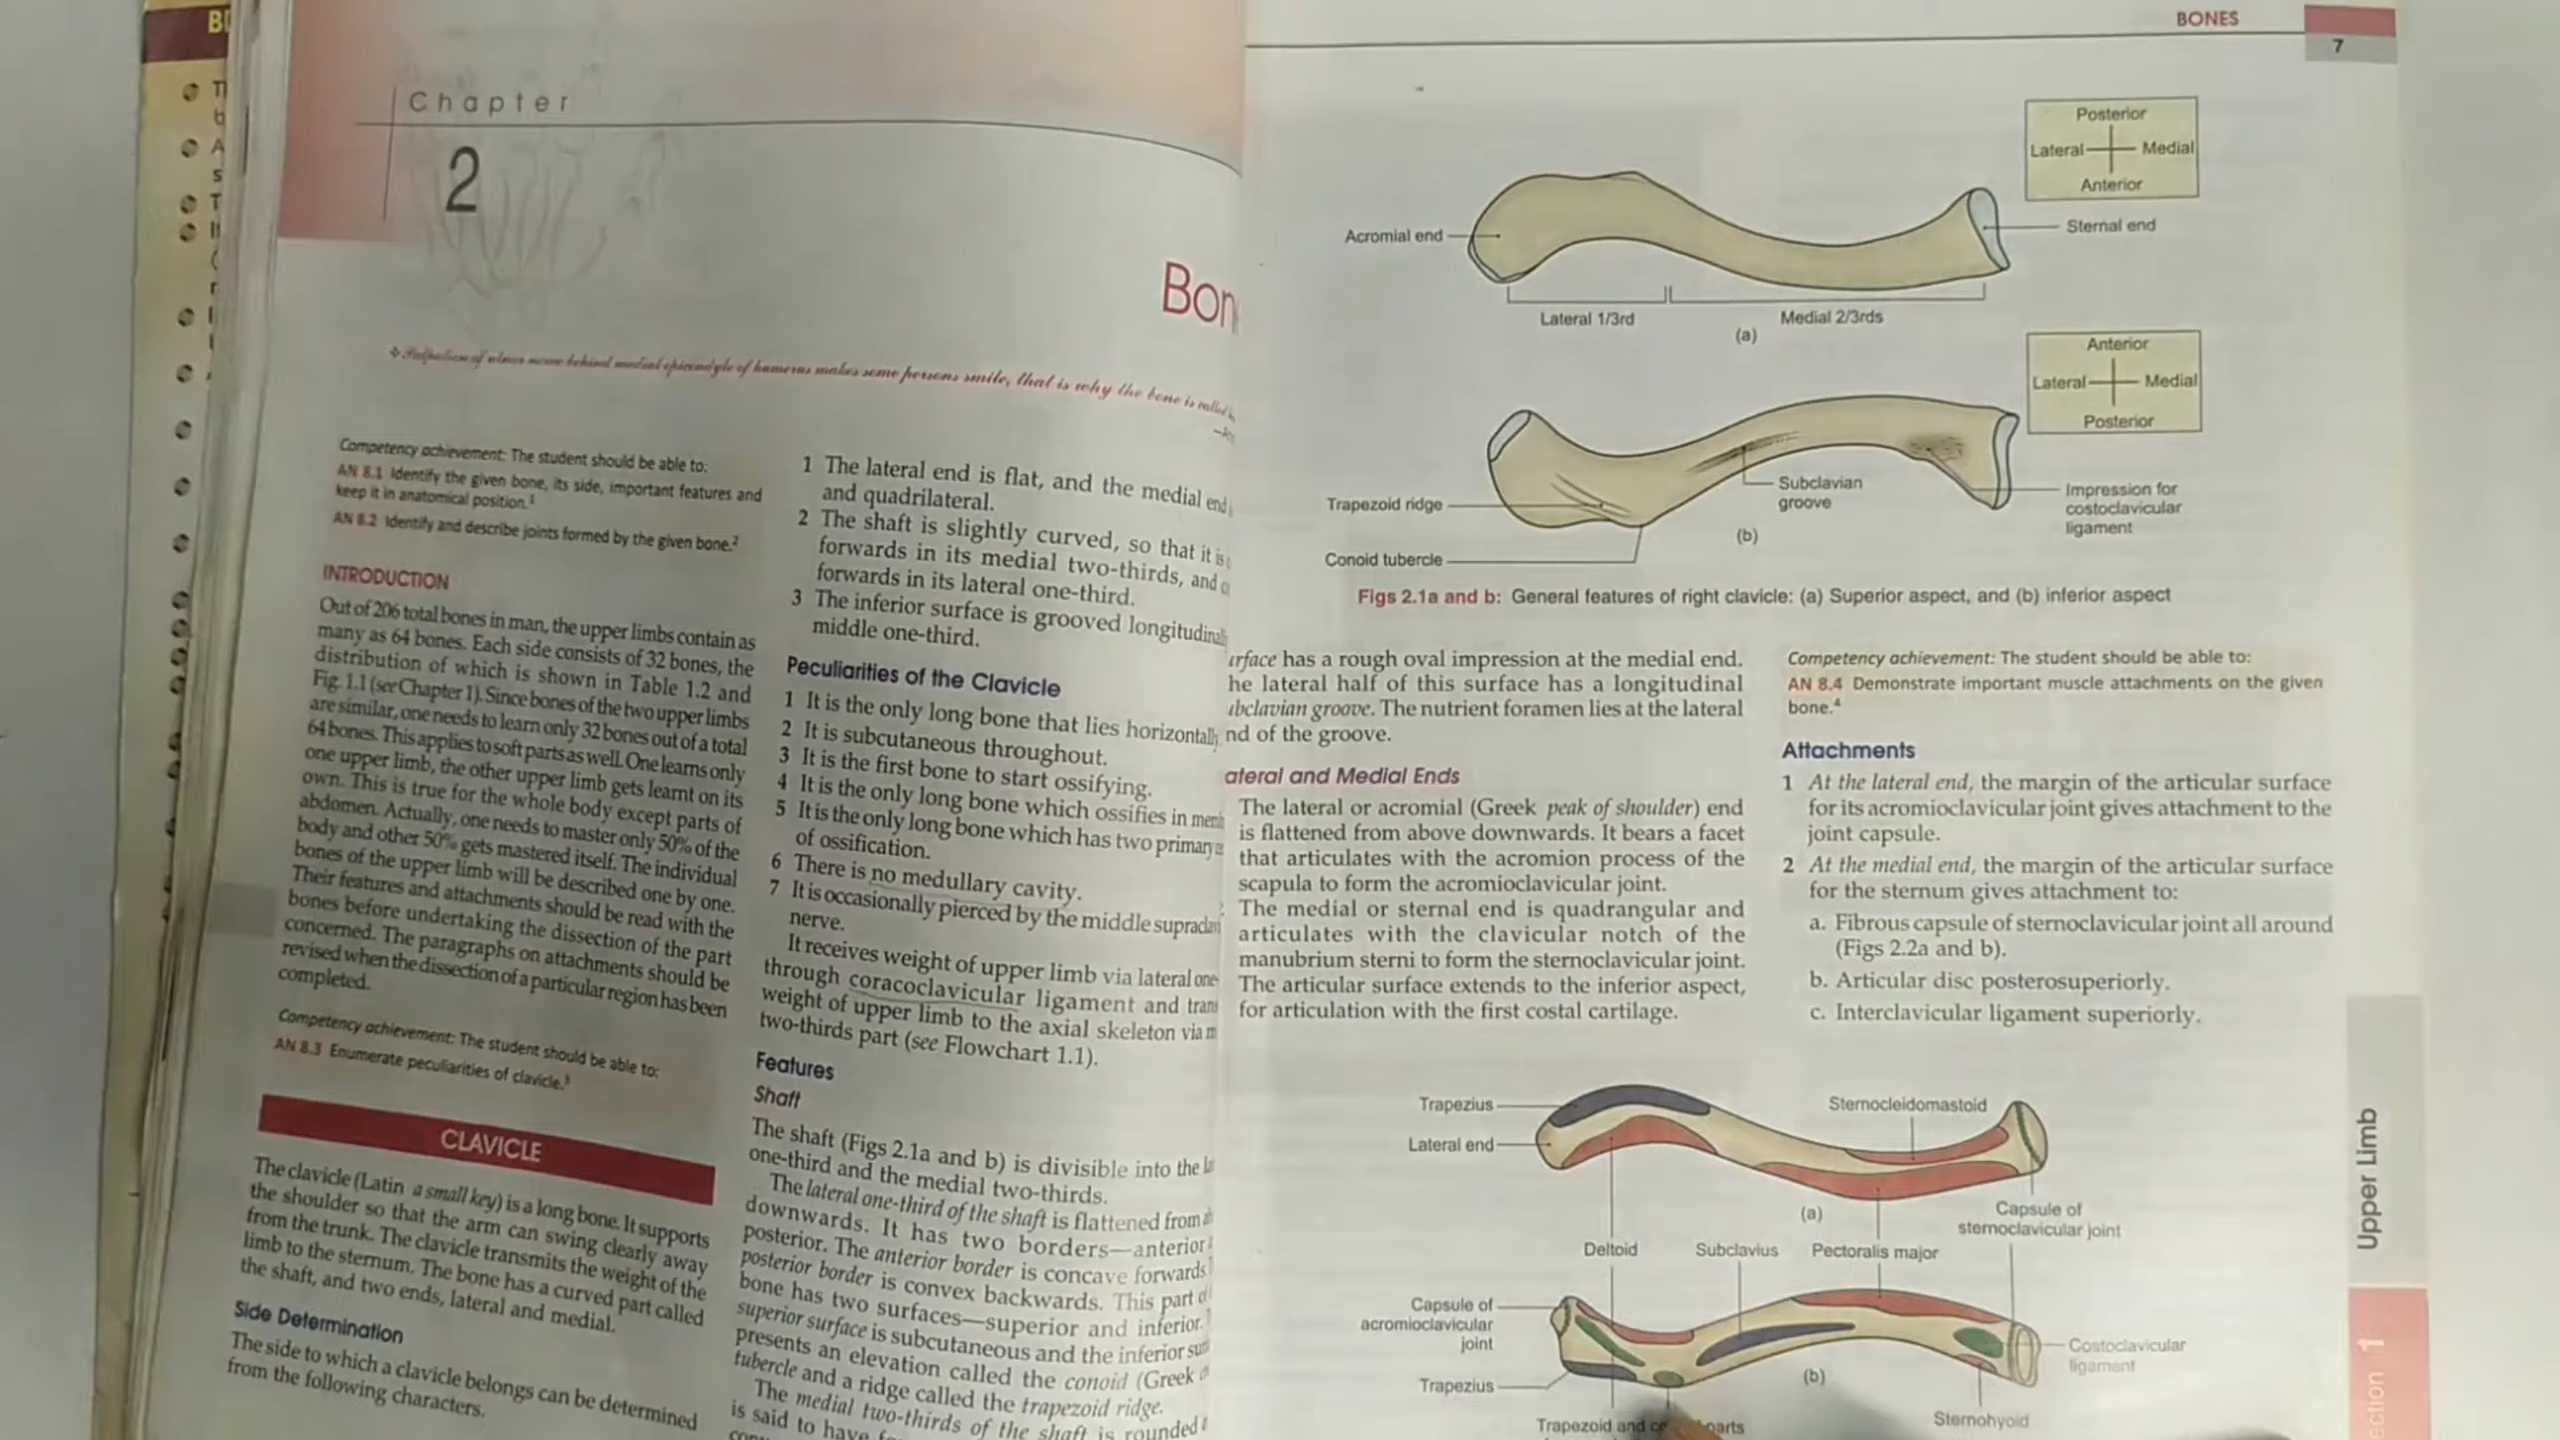 Chapter
2
Bon
Competency achievement: The student should be able to:
AN 8.1 Identify the given bone, its side, important features and
keep it in anatomical position.¹
AN 8.2 Identify and describe joints formed by the given bone.²
INTRODUCTION
Out of 206 total bones in man, the upper limbs contain as
many as 64 bones. Each side consists of 32 bones, the
distribution of which is shown in Table 1.2 and
Fig. 1.1 (see Chapter 1). Since bones of the two upper limbs
are similar, one needs to learn only 32 bones out of a total
64 bones. This applies to soft parts as well. One learns only
one upper limb, the other upper limb gets learnt on its
own. This is true for the whole body except parts of
abdomen. Actually, one needs to master only 50% of the
body and other 50% gets mastered itself. The individual
bones of the upper limb will be described one by one.
Their features and attachments should be read with the
bones before undertaking the dissection of the part
concerned. The paragraphs on attachments should be
revised when the dissection of a particular region has been
completed.
Competency achievement: The student should be able to:
AN 8.3 Enumerate peculiarities of clavicle.³
CLAVICLE
The clavicle (Latin a small key) is a long bone. It supports
the shoulder so that the arm can swing clearly away
from the trunk. The clavicle transmits the weight of the
limb to the sternum. The bone has a curved part called
the shaft, and two ends, lateral and medial.
Side Determination
The side to which a clavicle belongs can be determined
from the following characters.
❖ Palpation of ulnar nerve behind medial epicondyle of humerus makes some persons smile, that is why the bone is called
1 The lateral end is flat, and the medial end
and quadrilateral.
2 The shaft is slightly curved, so that it is
forwards in its medial two-thirds, and
forwards in its lateral one-third.
3 The inferior surface is grooved longitudinally
middle one-third.
Peculiarities of the Clavicle
1 It is the only long bone that lies horizontally
2 It is subcutaneous throughout.
3 It is the first bone to start ossifying.
4 It is the only long bone which ossifies in
5 It is the only long bone which has two primary
of ossification.
6 There is no medullary cavity.
7 It is occasionally pierced by the middle
nerve.
It receives weight of upper limb via lateral one
through coracoclavicular ligament and trans
weight of upper limb to the axial skeleton via
two-thirds part (see Flowchart 1.1).
Features
Shaft
The shaft (Figs 2.1a and b) is divisible into the
one-third and the medial two-thirds.
The lateral one-third of the shaft is flattened from
downwards. It has two borders—anterior
posterior. The anterior border is concave forwards
posterior border is convex backwards. This part
bone has two surfaces—superior and inferior.
superior surface is subcutaneous and the inferior
presents an elevation called the conoid (Greek
tubercle and a ridge called the trapezoid ridge.
The medial two-thirds of the shaft is rounded
is said to have
BONES
7
Posterior
Lateral Medial
Anterior
Acromial end
Sternal end
Lateral 1/3rd
Medial 2/3rds
(a)
Anterior
Lateral Medial
Posterior
Trapezoid ridge
Subclavian
groove
Impression for
costoclavicular
ligament
(b)
Conoid tubercle
Figs 2.1a and b: General features of right clavicle: (a) Superior aspect, and (b) inferior aspect
urface has a rough oval impression at the medial end.
he lateral half of this surface has a longitudinal
ubclavian groove. The nutrient foramen lies at the lateral
nd of the groove.
ateral and Medial Ends
The lateral or acromial (Greek peak of shoulder) end
is flattened from above downwards. It bears a facet
that articulates with the acromion process of the
scapula to form the acromioclavicular joint.
The medial or sternal end is quadrangular and
articulates with the clavicular notch of the
manubrium sterni to form the sternoclavicular joint.
The articular surface extends to the inferior aspect,
for articulation with the first costal cartilage.
Competency achievement: The student should be able to:
AN 8.4 Demonstrate important muscle attachments on the given
bone.⁴
Attachments
1 At the lateral end, the margin of the articular surface
for its acromioclavicular joint gives attachment to the
joint capsule.
2 At the medial end, the margin of the articular surface
for the sternum gives attachment to:
a. Fibrous capsule of sternoclavicular joint all around
(Figs 2.2a and b).
b. Articular disc posterosuperiorly.
c. Interclavicular ligament superiorly.
Trapezius
Sternocleidomastoid
Lateral end
(a)
Capsule of
sternoclavicular joint
Deltoid
Subclavius
Pectoralis major
Capsule of
acromioclavicular
joint
Costoclavicular
ligament
Trapezius
(b)
Sternohyoid
Trapezoid and parts
Upper Limb
ection 1